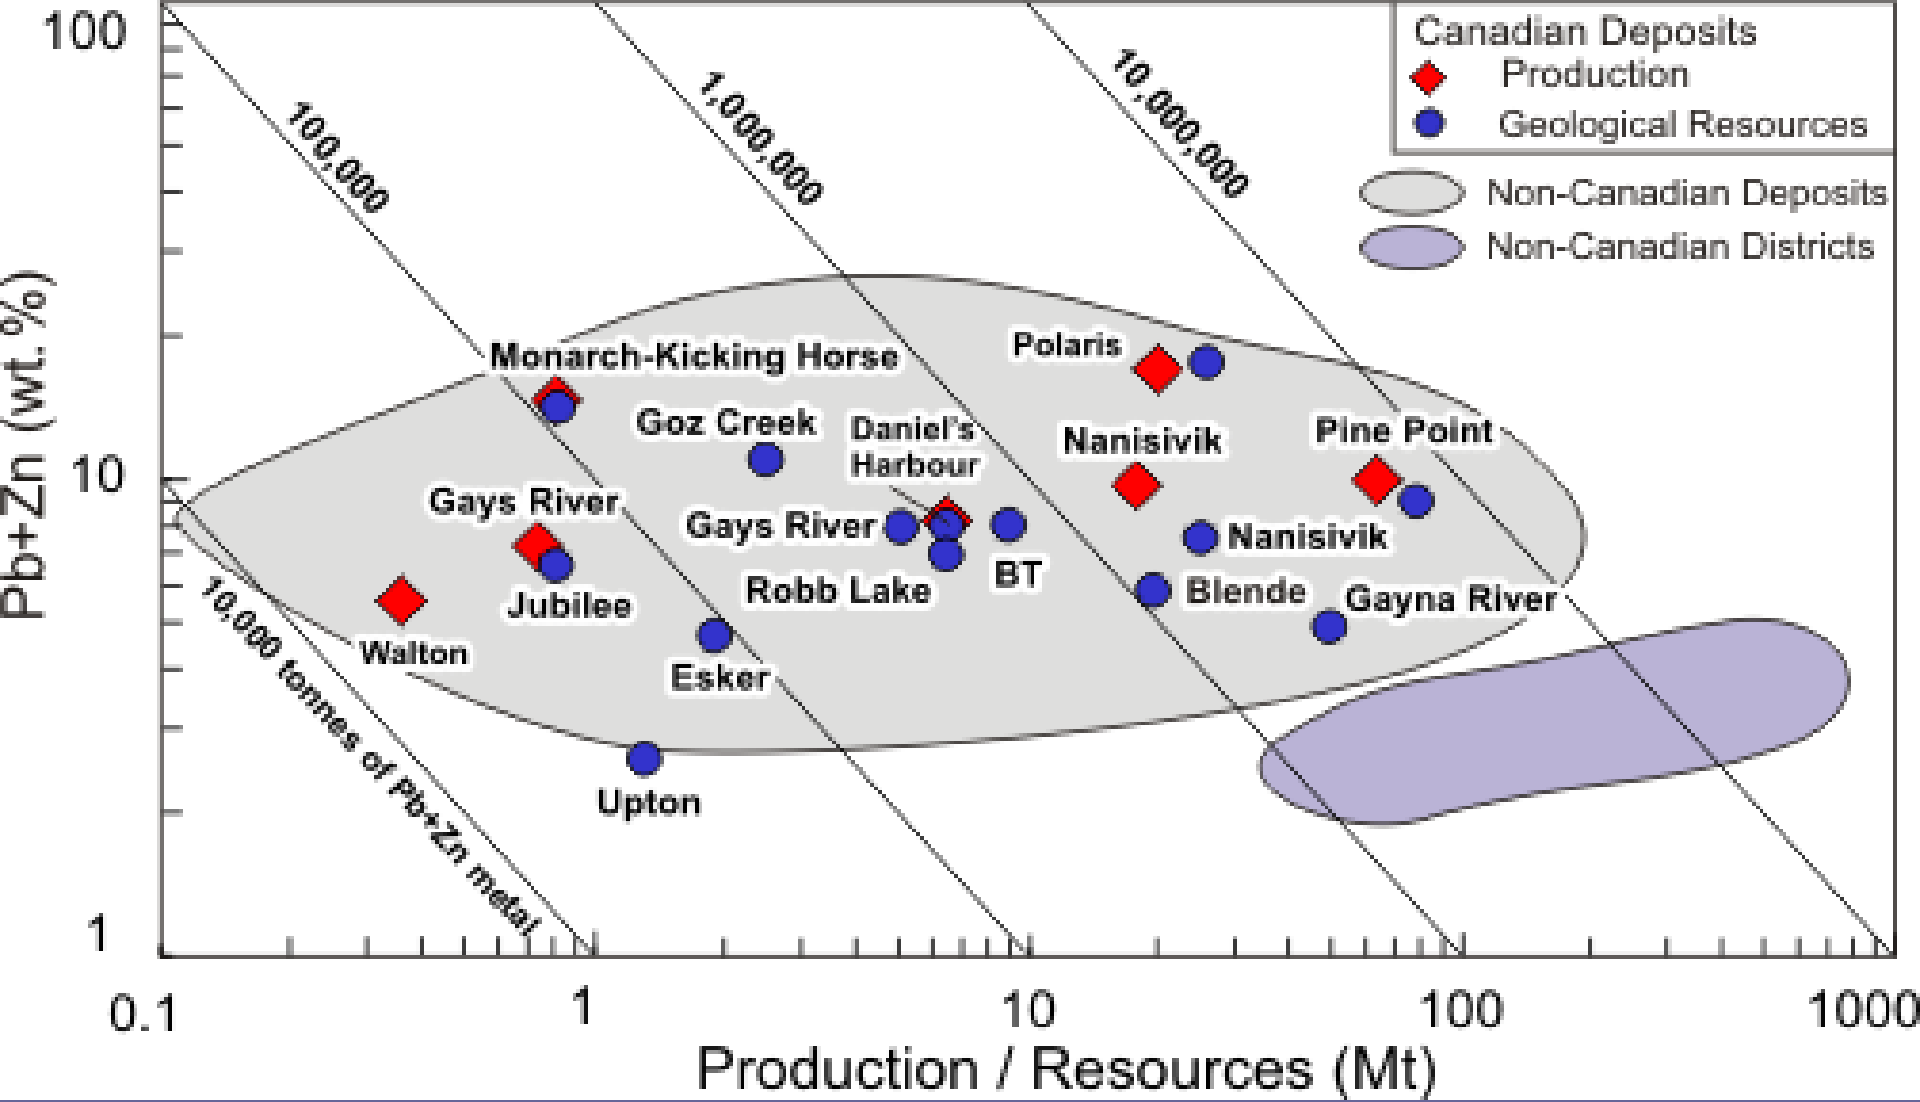 100
10
1
Pb+Zn (wt. %)
0.1
1
10
100
1000
Production / Resources (Mt)
Canadian Deposits
Production
Geological Resources
Non-Canadian Deposits
Non-Canadian Districts
100,000
1,0000,000
10,000,000
10,000 tonnes of Pb+Zn metal
Monarch-Kicking Horse
Polaris
Goz Creek
Daniel's
Harbour
Nanisivik
Pine Point
Gays River
Gays River
Nanisivik
BT
Robb Lake
Blende
Gayna River
Jubilee
Walton
Esker
Upton